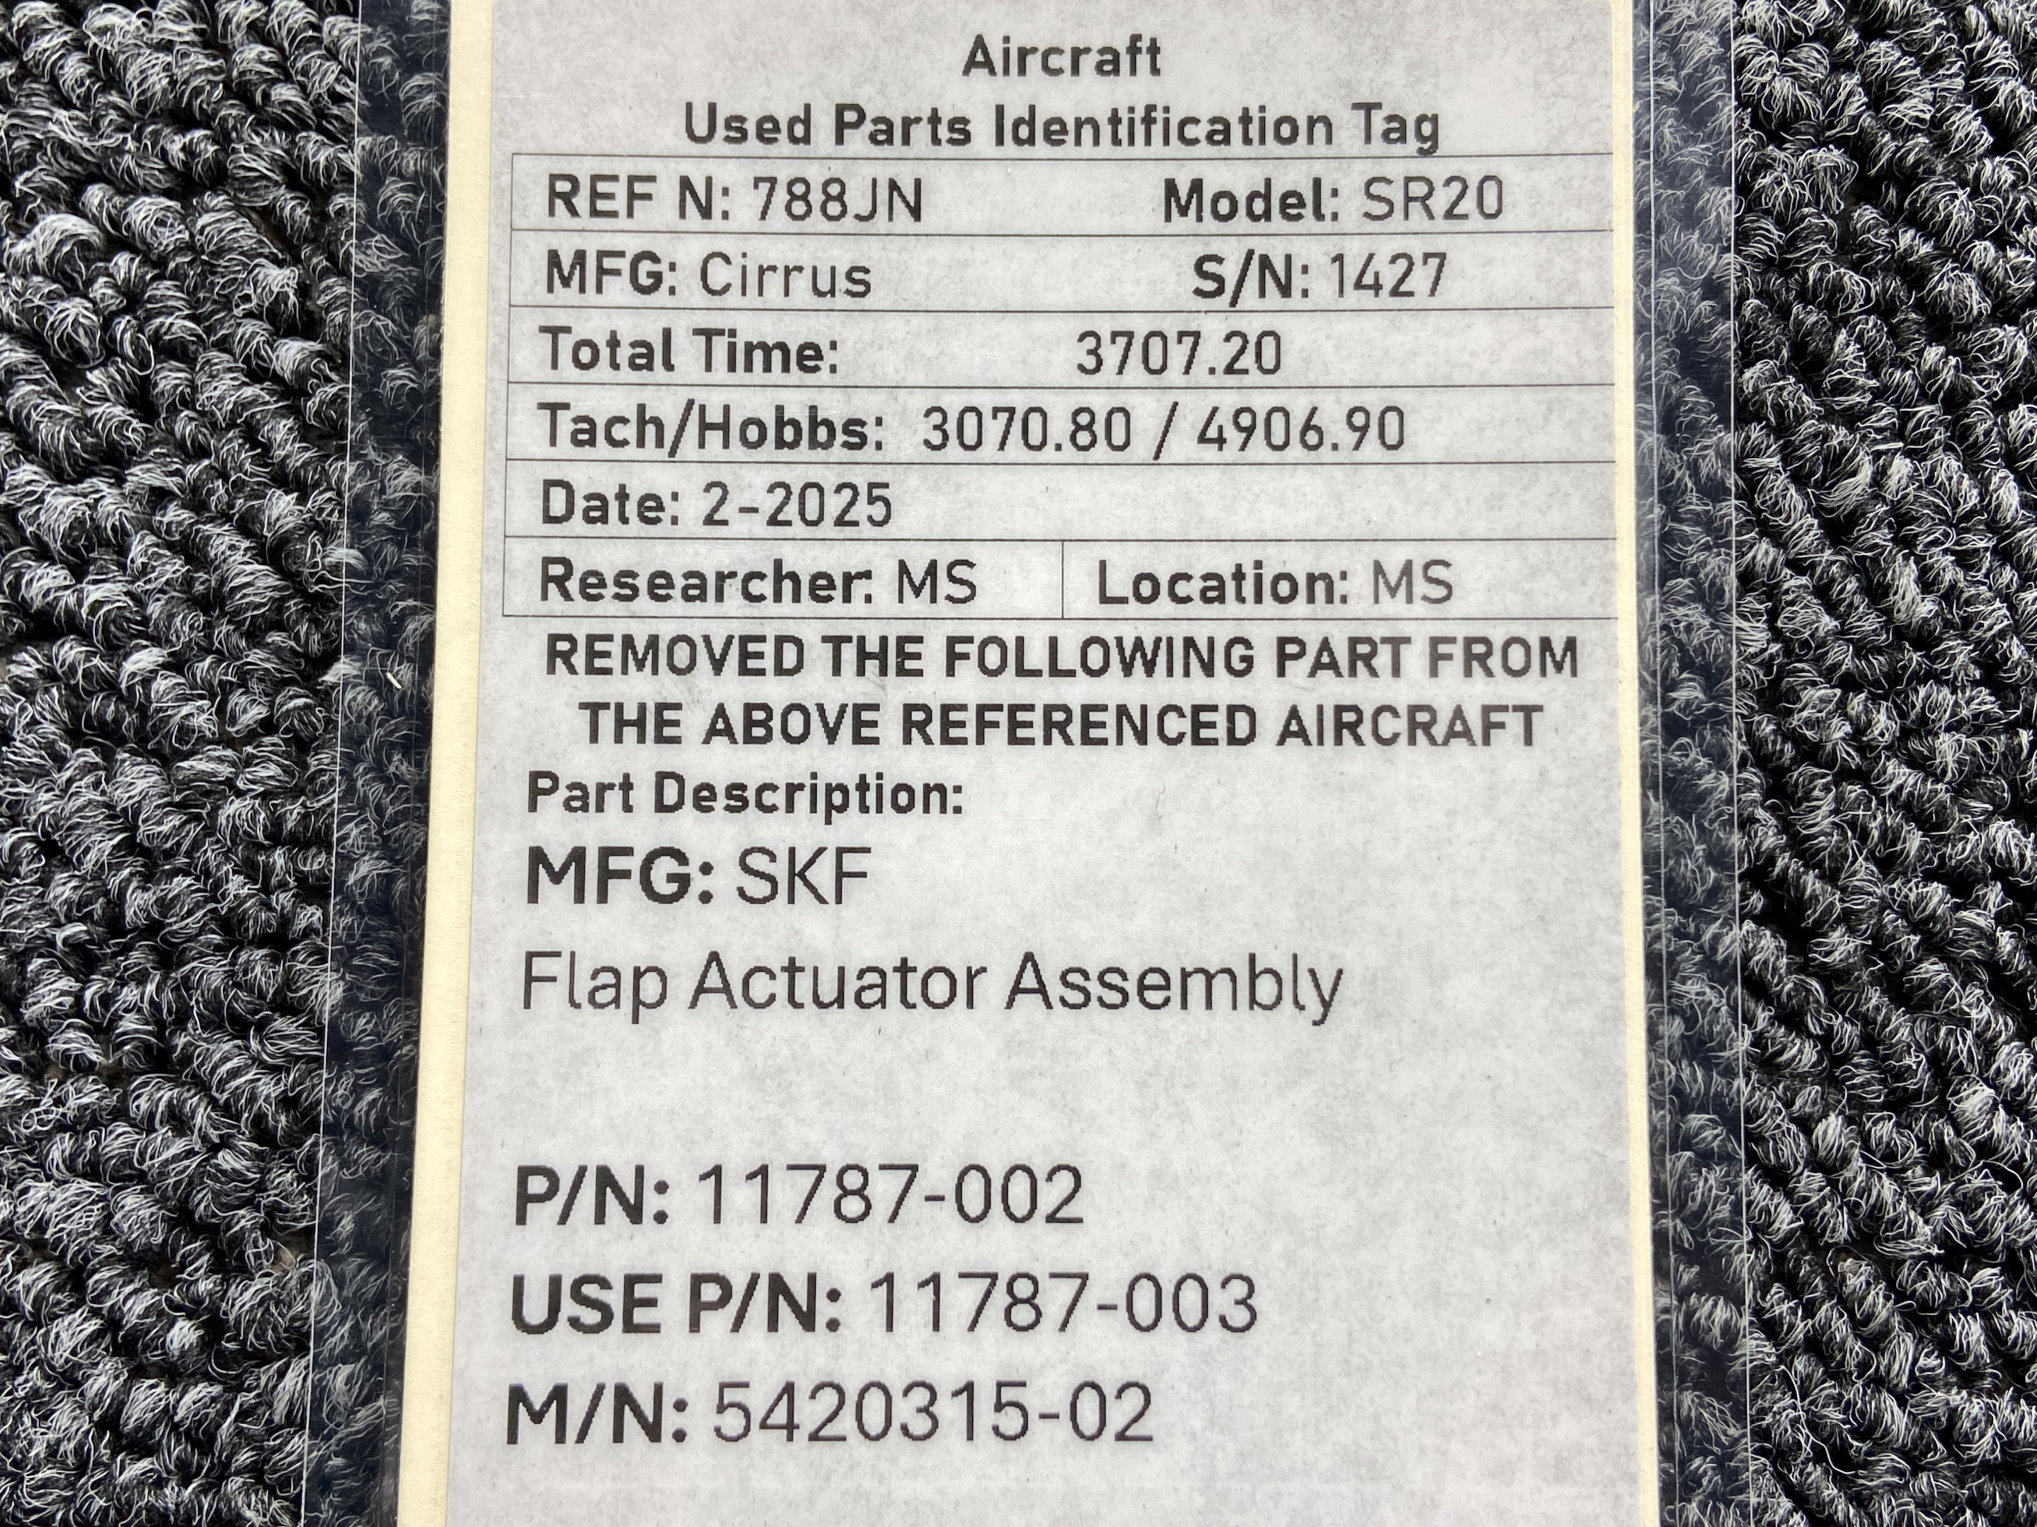 Aircraft
Used Parts Identification Tag
REF N: 788JN Model: SR20
MFG: Cirrus S/N: 1427
Total Time: 3707.20
Tach/Hobbs: 3070.80 / 4906.90
Date: 2-2025
Researcher: MS Location: MS
REMOVED THE FOLLOWING PART FROM
THE ABOVE REFERENCED AIRCRAFT
Part Description:
MFG: SKF
Flap Actuator Assembly
P/N: 11787-002
USE P/N: 11787-003
M/N: 5420315-02